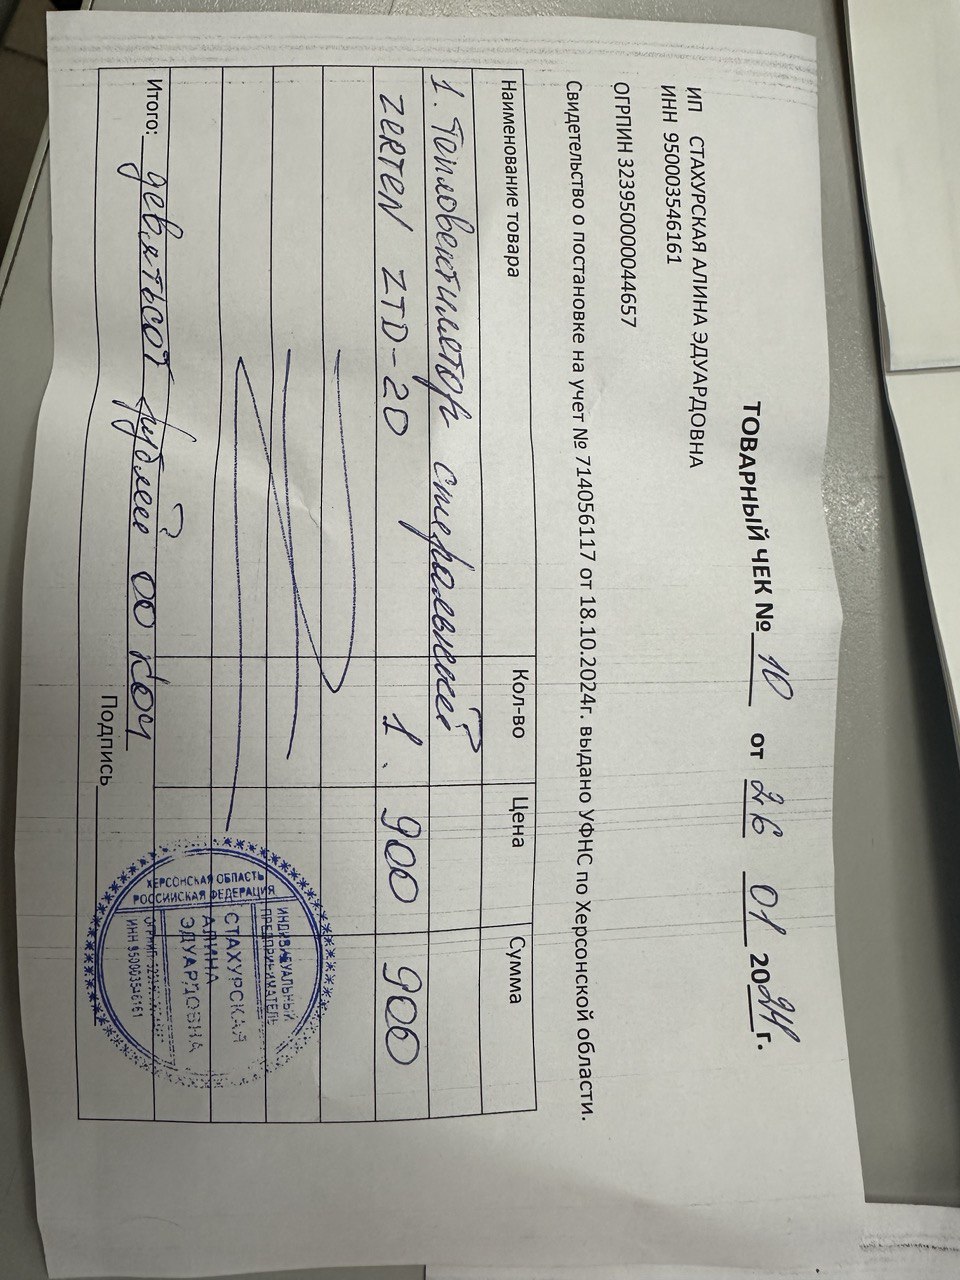 ТОВАРНЫЙ ЧЕК № 10 от 26 01 2024 г.
ИП СТАХУРСКАЯ АЛИНА ЭДУАРДОВНА
ИНН 950003546161
ОГРПИН 323950000044657
Свидетельство о постановке на учет № 714056117 от 18.10.2024г. выдано УФНС по Херсонской области.
Наименование товара Кол-во Цена Сумма
1. Тепловентилятор спиральный
ZERTEN ZTD-20 1. 900 900
Итого: девятьсот рублей 00 коп
Подпись
ХЕРСОНСКАЯ ОБЛАСТЬ
РОССИЙСКАЯ ФЕДЕРАЦИЯ
ИНДИВИДУАЛЬНЫЙ
ПРЕДПРИНИМАТЕЛЬ
СТАХУРСКАЯ
АЛИНА
ЭДУАРДОВНА
ИНН 950003546161